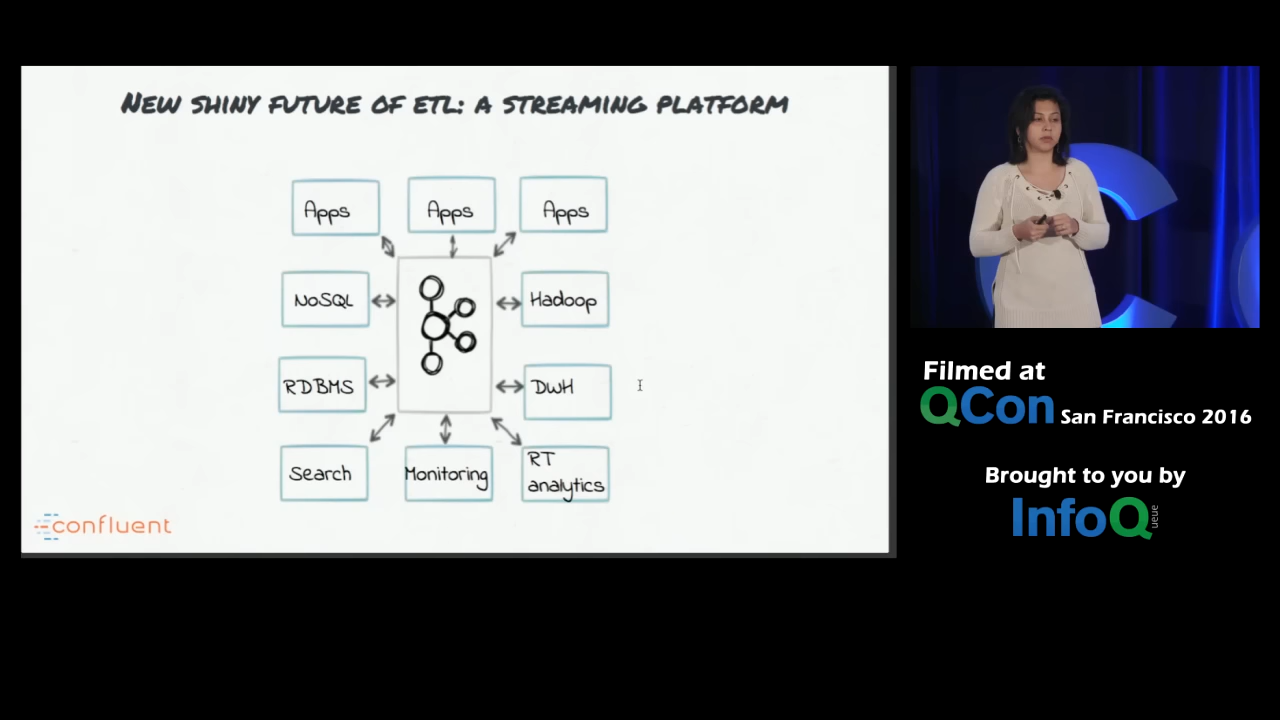 NEW SHINY FUTURE OF ETL: A STREAMING PLATFORM
Apps
Apps
Apps
NoSQL
Hadoop
RDBMS
DWH
Search
Monitoring
RT
analytics
confluent
Filmed at
QCon San Francisco 2016
Brought to you by
InfoQ
ueue